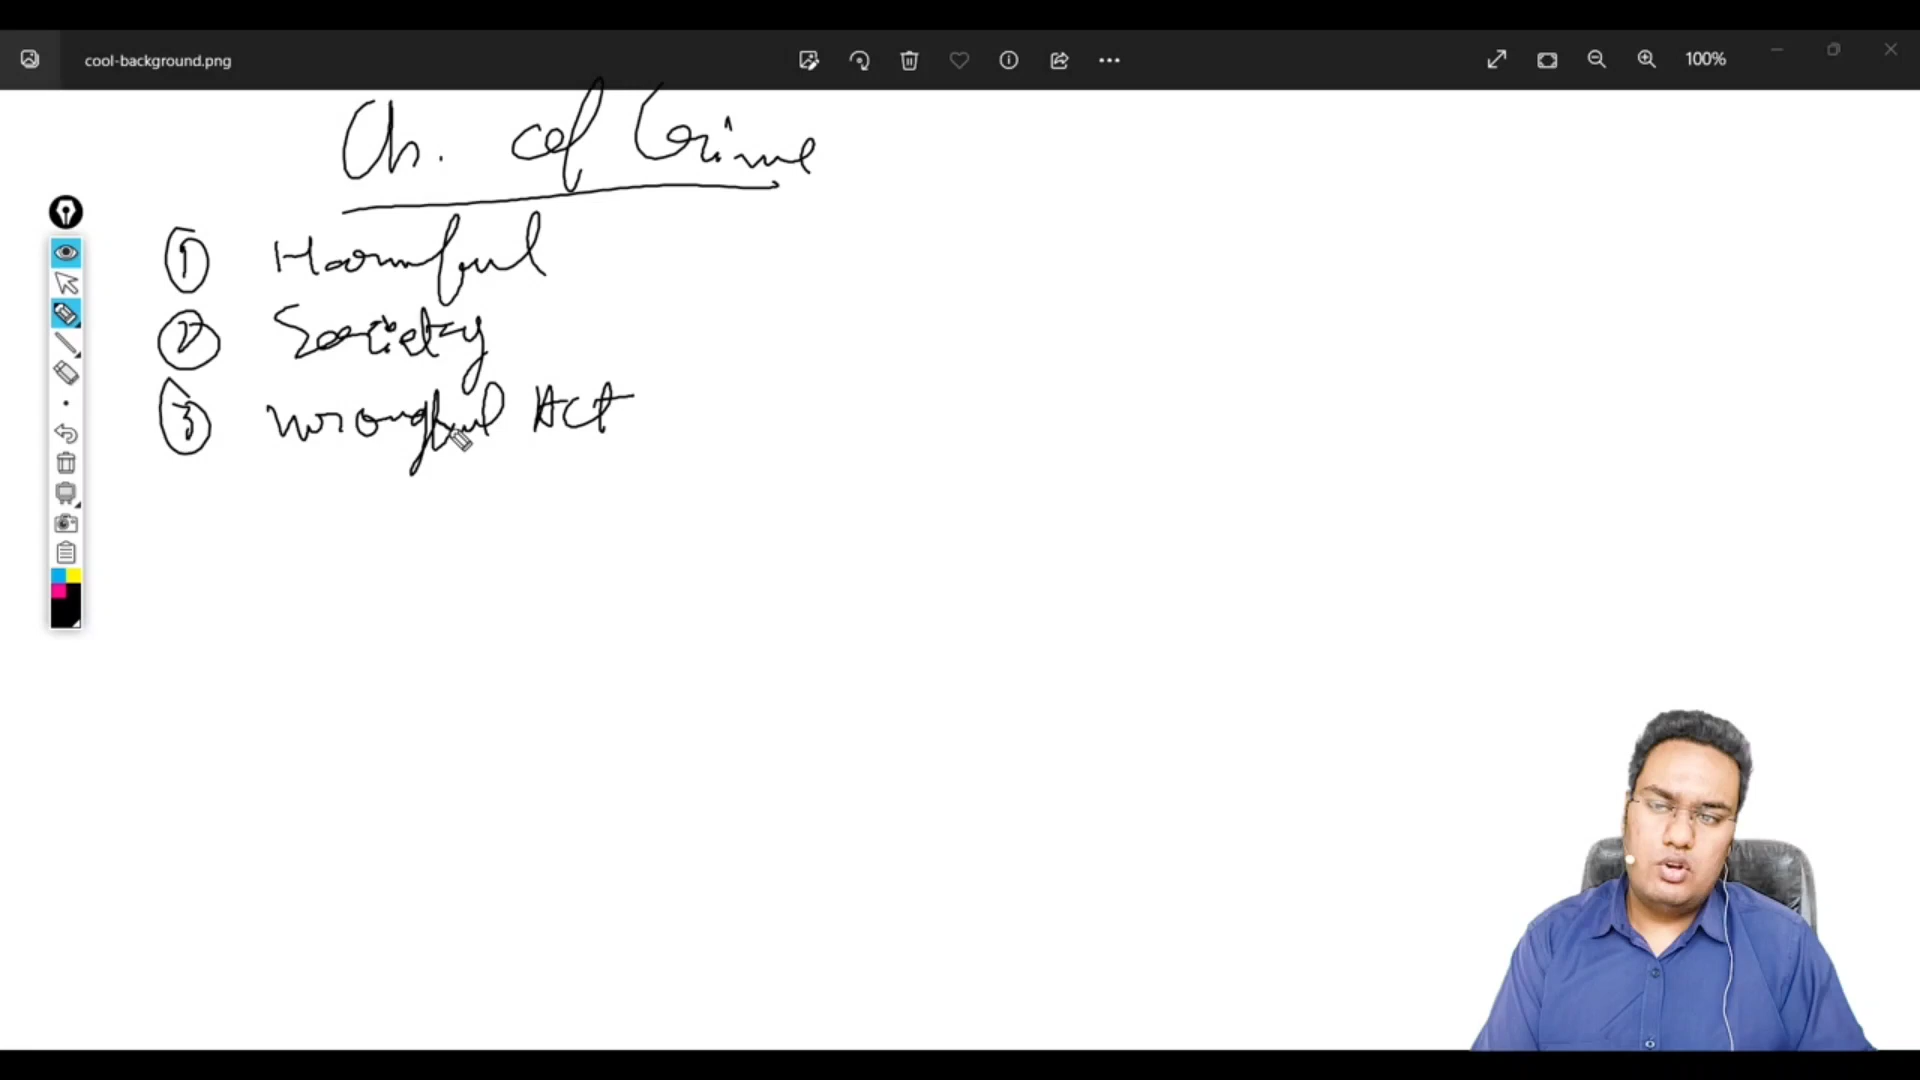 cool-background.png
100%
Ch. of Crime
① Harmful
② Society
③ wrongful Act